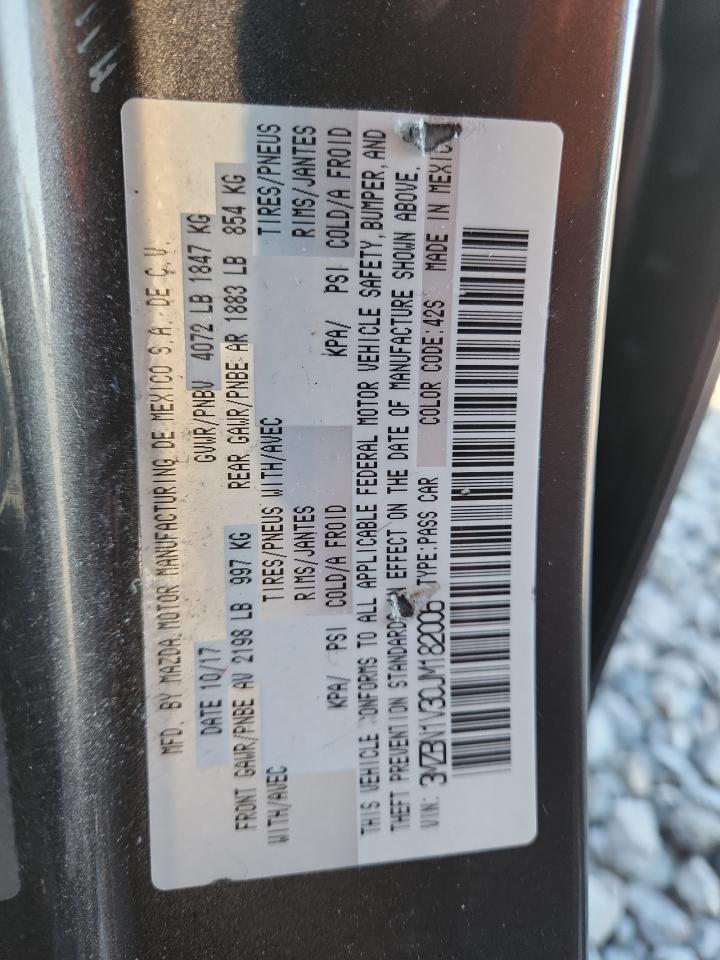 MFD. BY MAZDA MOTOR MANUFACTURING DE MEXICO S.A. DE C.V.
DATE 10/17 GVWR/PNBV 4072 LB 1847 KG
FRONT GAWR/PNBE AV 2198 LB 997 KG REAR GAWR/PNBE AR 1883 LB 854 KG
WITH/AVEC TIRES/PNEUS WITH/AVEC TIRES/PNEUS
RIMS/JANTES RIMS/JANTES
KPA/ PSI COLD/A FROID KPA/ PSI COLD/A FROID
THIS VEHICLE CONFORMS TO ALL APPLICABLE FEDERAL MOTOR VEHICLE SAFETY, BUMPER, AND
THEFT PREVENTION STANDARDS IN EFFECT ON THE DATE OF MANUFACTURE SHOWN ABOVE.
VIN: 3MZBN1V30JM182006 TYPE:PASS CAR COLOR CODE:42S MADE IN MEXICO